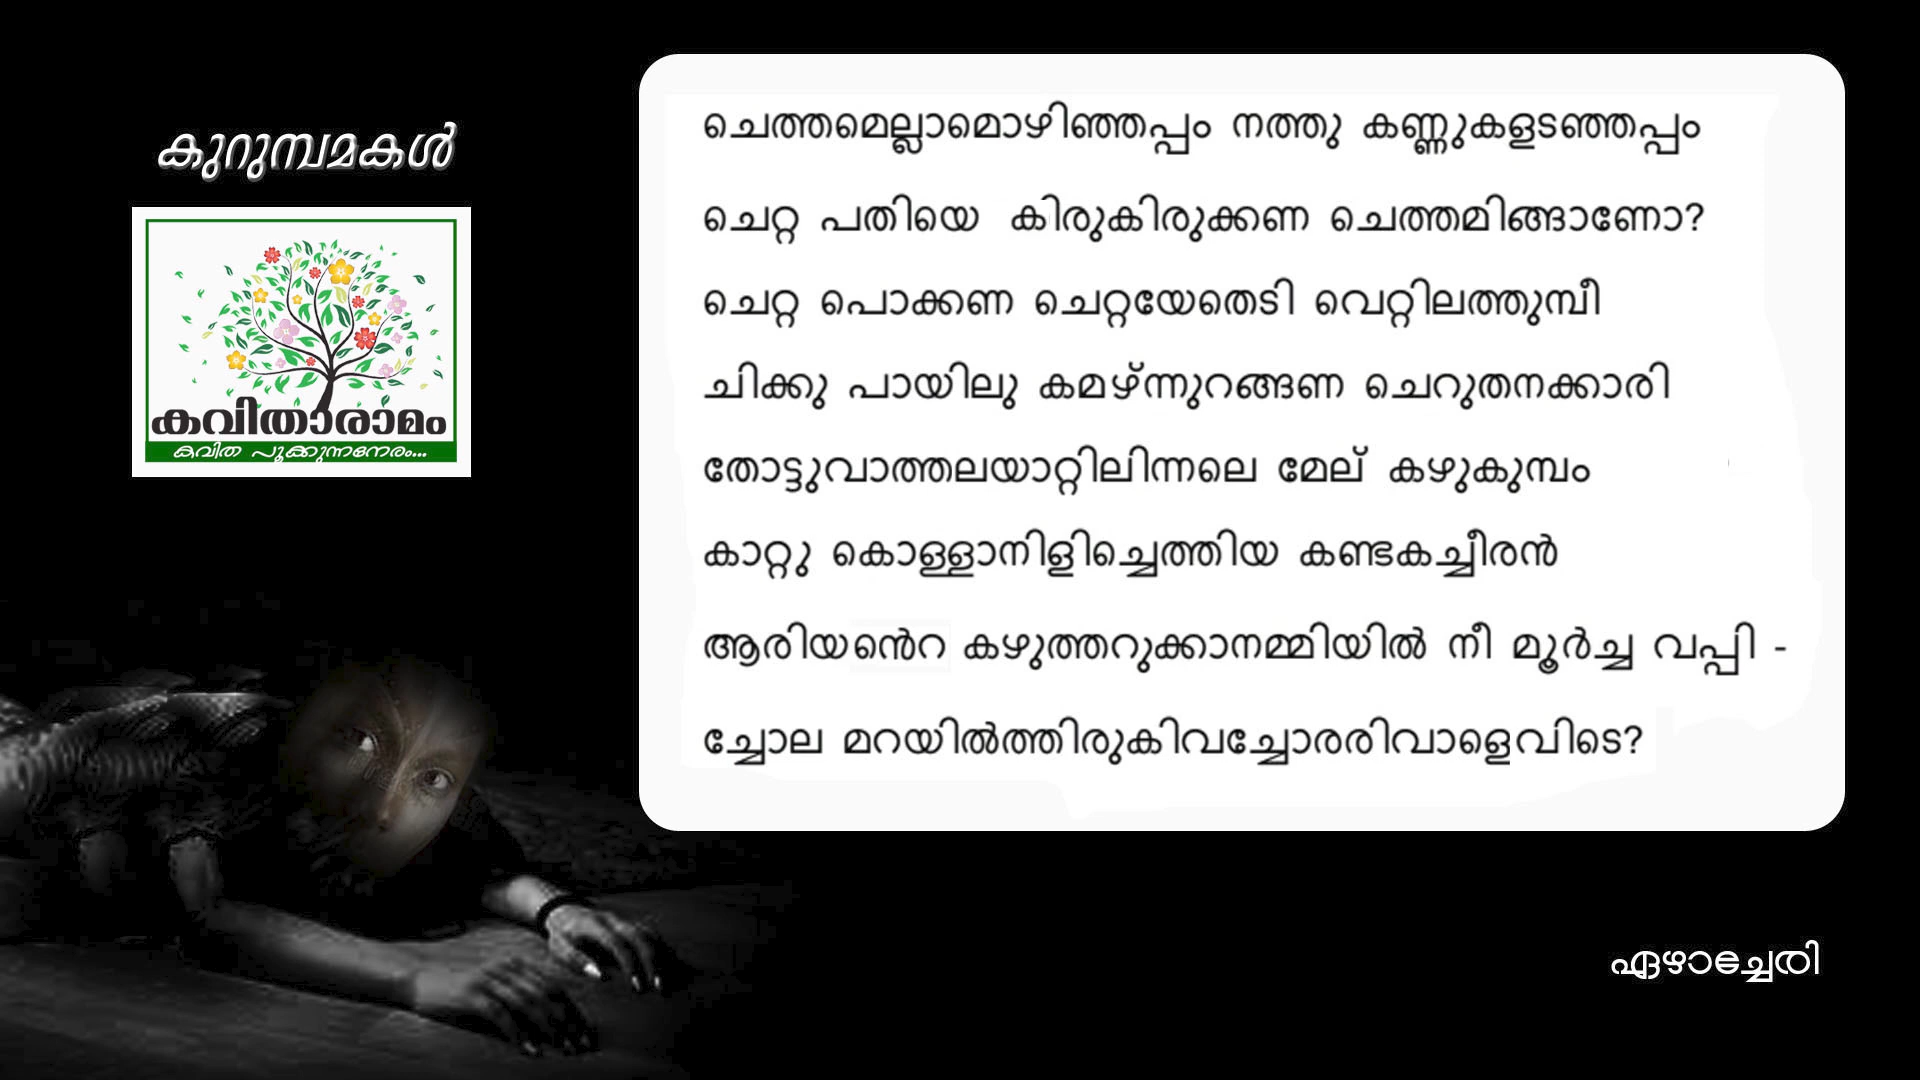 കുറുമ്പമകൾ
കവിതാരാമം
കവിത പൂക്കുന്നനേരം...
ചെത്തമെല്ലാമൊഴിഞ്ഞപ്പം നത്തു കണ്ണുകളടഞ്ഞപ്പം
ചെറ്റ പതിയെ കിരുകിരുക്കണ ചെത്തമിങ്ങാണോ?
ചെറ്റ പൊക്കണ ചെറ്റയേതെടി വെറ്റിലത്തുമ്പീ
ചിക്കു പായിലു കമഴ്ന്നുറങ്ങണ ചെറുതനക്കാരി
തോട്ടുവാത്തലയാറ്റിലിന്നലെ മേല് കഴുകുമ്പം
കാറ്റു കൊള്ളാനിളിച്ചെത്തിയ കണ്ടകച്ചീരൻ
ആരിയൻെറ കഴുത്തറുക്കാനമ്മിയിൽ നീ മൂർച്ച വപ്പി -
ച്ചോല മറയിൽത്തിരുകിവച്ചോരരിവാളെവിടെ?
ഏഴാച്ചേരി